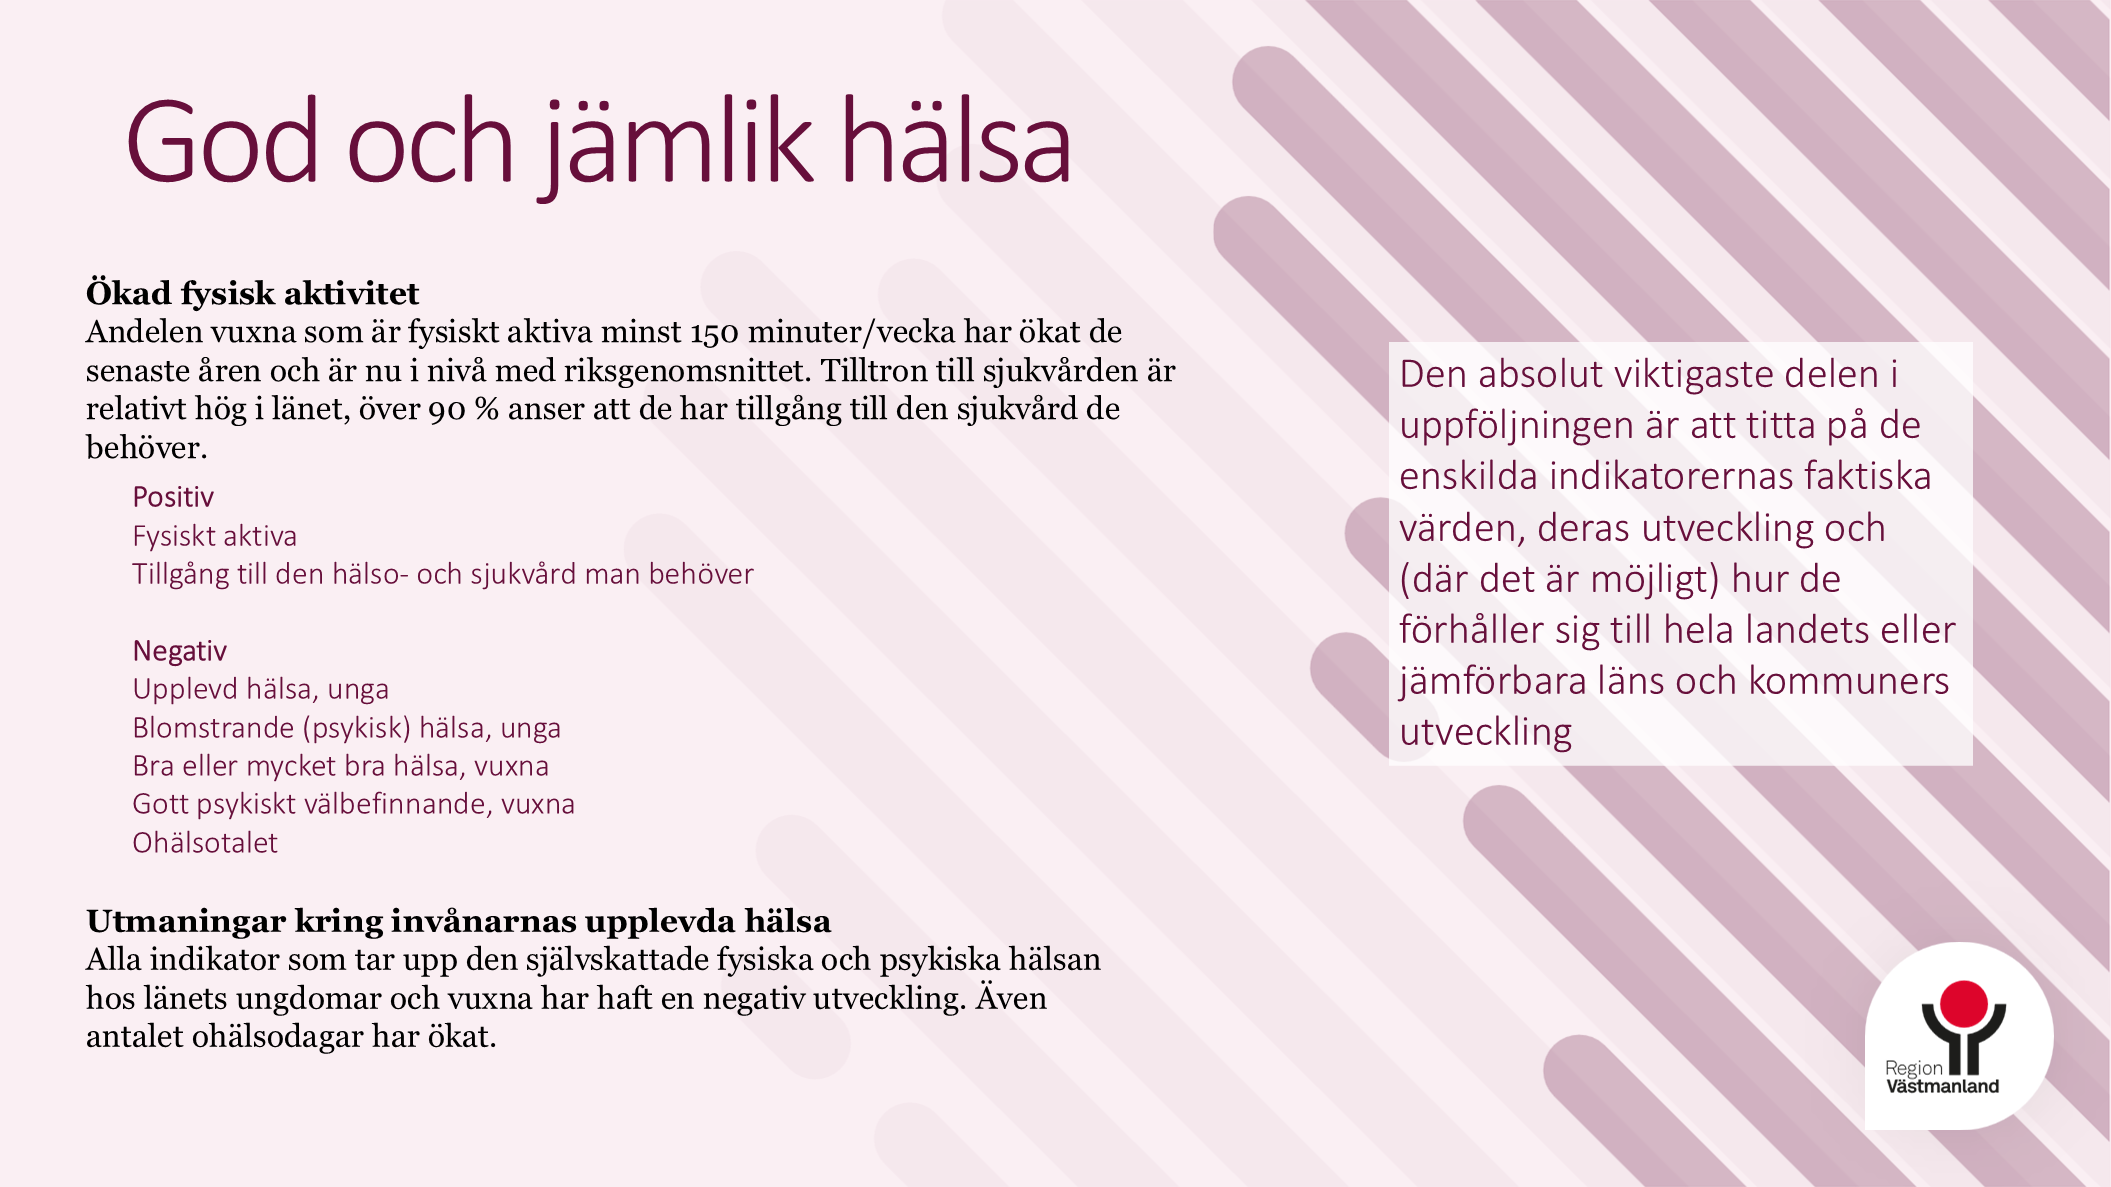 God och jämlik hälsa
Ökad fysisk aktivitet
Andelen vuxna som är fysiskt aktiva minst 150 minuter/vecka har ökat de
senaste åren och är nu i nivå med riksgenomsnittet. Tilltron till sjukvården är
relativt hög i länet, över 90 % anser att de har tillgång till den sjukvård de
behöver.
Positiv
Fysiskt aktiva
Tillgång till den hälso- och sjukvård man behöver
Negativ
Upplevd hälsa, unga
Blomstrande (psykisk) hälsa, unga
Bra eller mycket bra hälsa, vuxna
Gott psykiskt välbefinnande, vuxna
Ohälsotalet
Utmaningar kring invånarnas upplevda hälsa
Alla indikator som tar upp den självskattade fysiska och psykiska hälsan
hos länets ungdomar och vuxna har haft en negativ utveckling. Även
antalet ohälsodagar har ökat.
Den absolut viktigaste delen i
uppföljningen är att titta på de
enskilda indikatorernas faktiska
värden, deras utveckling och
(där det är möjligt) hur de
förhåller sig till hela landets eller
jämförbara läns och kommuners
utveckling
Region
Västmanland